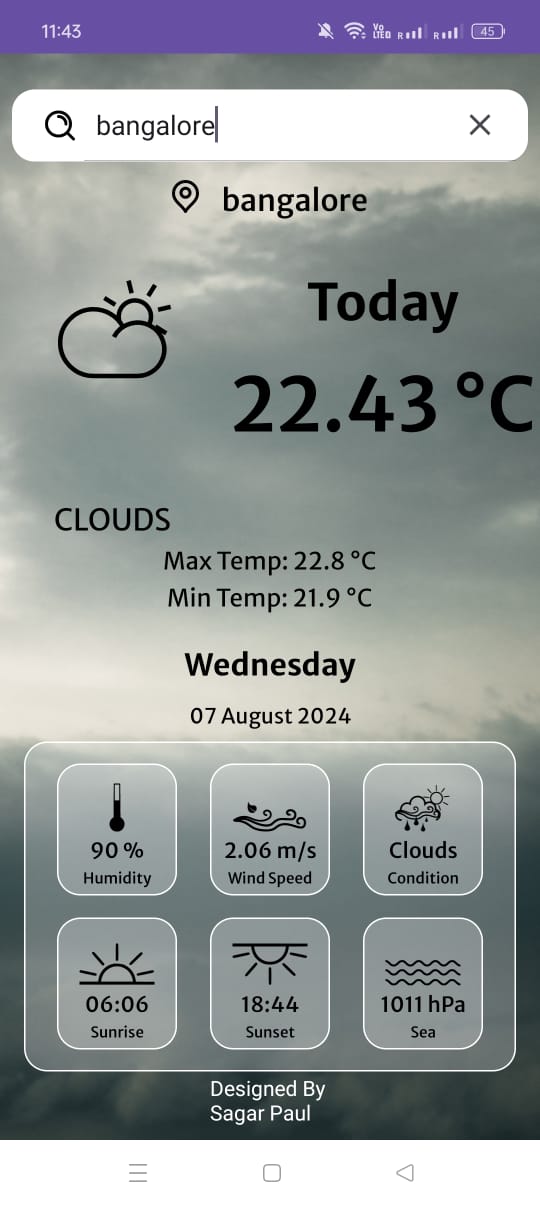 11:43
Vo
LTED R R 45
bangalore
bangalore
Today
22.43 °C
CLOUDS
Max Temp: 22.8 °C
Min Temp: 21.9 °C
Wednesday
07 August 2024
90 % 2.06 m/s Clouds
Humidity Wind Speed Condition
06:06 18:44 1011 hPa
Sunrise Sunset Sea
Designed By
Sagar Paul